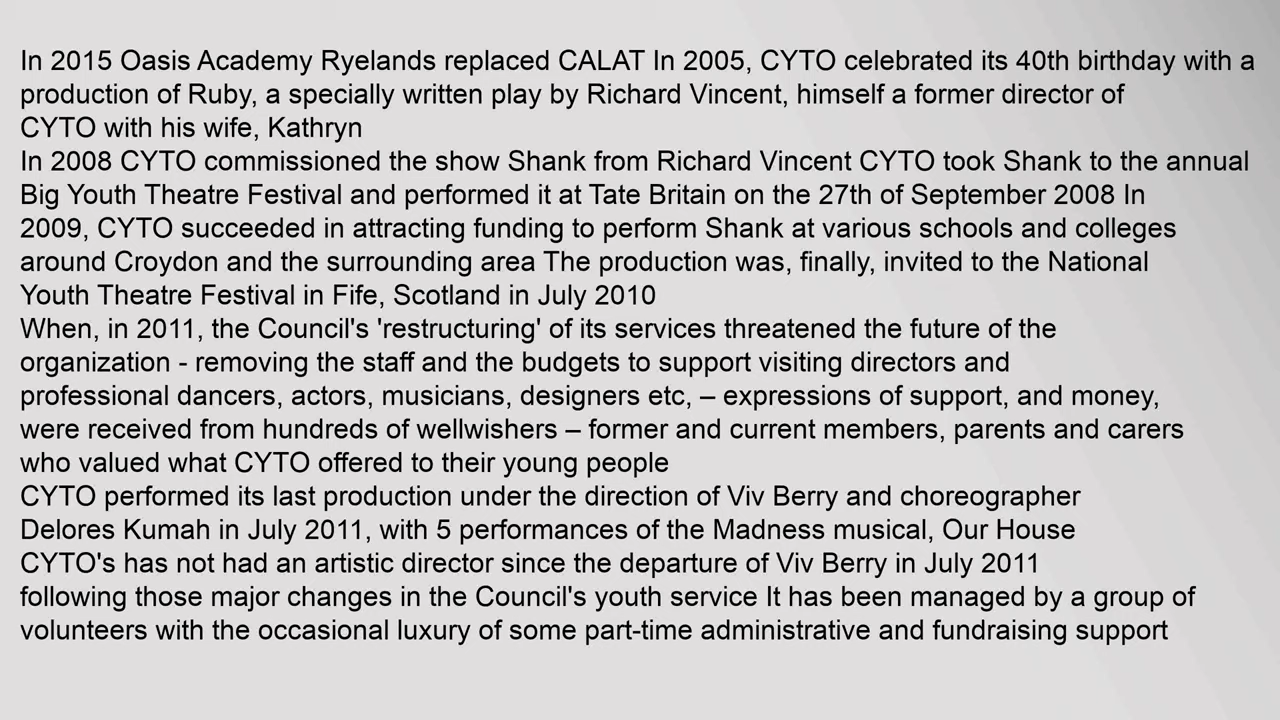 In 2015 Oasis Academy Ryelands replaced CALAT In 2005, CYTO celebrated its 40th birthday with a
production of Ruby, a specially written play by Richard Vincent, himself a former director of
CYTO with his wife, Kathryn
In 2008 CYTO commissioned the show Shank from Richard Vincent CYTO took Shank to the annual
Big Youth Theatre Festival and performed it at Tate Britain on the 27th of September 2008 In
2009, CYTO succeeded in attracting funding to perform Shank at various schools and colleges
around Croydon and the surrounding area The production was, finally, invited to the National
Youth Theatre Festival in Fife, Scotland in July 2010
When, in 2011, the Council's 'restructuring' of its services threatened the future of the
organization - removing the staff and the budgets to support visiting directors and
professional dancers, actors, musicians, designers etc, – expressions of support, and money,
were received from hundreds of wellwishers – former and current members, parents and carers
who valued what CYTO offered to their young people
CYTO performed its last production under the direction of Viv Berry and choreographer
Delores Kumah in July 2011, with 5 performances of the Madness musical, Our House
CYTO's has not had an artistic director since the departure of Viv Berry in July 2011
following those major changes in the Council's youth service It has been managed by a group of
volunteers with the occasional luxury of some part-time administrative and fundraising support